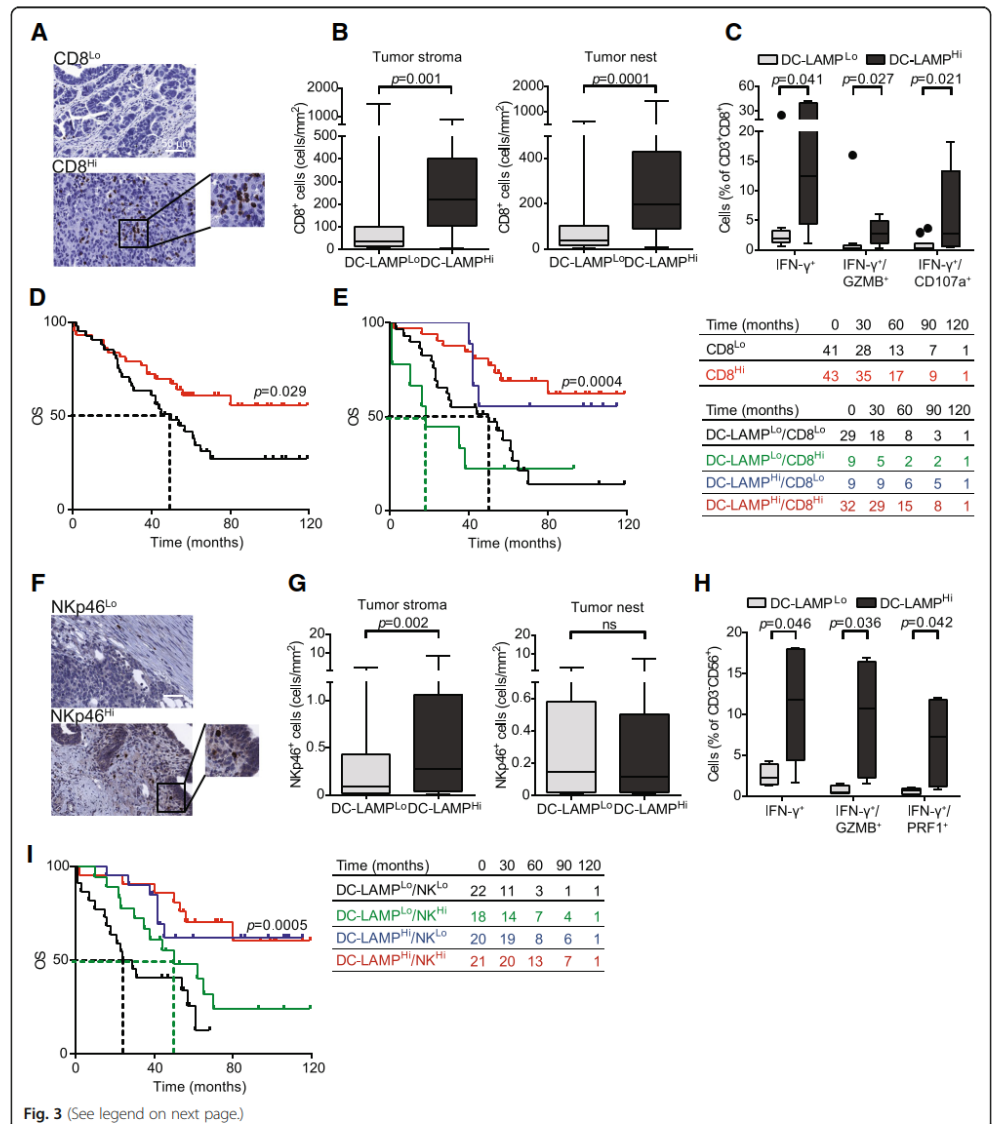 A
CD8Lo
CD8Hi
B
Tumor stroma
p=0.001
2000
1000
500
400
300
200
100
0
CD8+ cells (cells/mm2)
DC-LAMPLo DC-LAMPHi
Tumor nest
p=0.0001
2000
1000
500
400
300
200
100
0
CD8+ cells (cells/mm2)
DC-LAMPLo DC-LAMPHi
C
DC-LAMPLo DC-LAMPHi
p=0.041 p=0.027 p=0.021
60
30
20
15
10
5
0
Cells (% of CD3+CD8+)
IFN-γ+ IFN-γ+/ IFN-γ+/
GZMB+ CD107a+
D
100
50
0
OS
p=0.029
0 40 80 120
Time (months)
E
100
50
0
OS
p=0.0004
0 40 80 120
Time (months)
Time (months) 0 30 60 90 120
CD8Lo 41 28 13 7 1
CD8Hi 43 35 17 9 1
Time (months) 0 30 60 90 120
DC-LAMPLo/CD8Lo 29 18 8 3 1
DC-LAMPLo/CD8Hi 9 5 2 2 1
DC-LAMPHi/CD8Lo 9 9 6 5 1
DC-LAMPHi/CD8Hi 32 29 15 8 1
F
NKp46Lo
NKp46Hi
G
Tumor stroma
p=0.002
20
10
1.0
0.5
0
NKp46+ cells (cells/mm2)
DC-LAMPLo DC-LAMPHi
Tumor nest
ns
20
10
0.6
0.4
0.2
0
NKp46+ cells (cells/mm2)
DC-LAMPLo DC-LAMPHi
H
DC-LAMPLo DC-LAMPHi
p=0.046 p=0.036 p=0.042
20
15
10
5
0
Cells (% of CD3-CD56+)
IFN-γ+ IFN-γ+/ IFN-γ+/
GZMB+ PRF1+
I
100
50
0
OS
p=0.0005
0 40 80 120
Time (months)
Time (months) 0 30 60 90 120
DC-LAMPLo/NKLo 22 11 3 1 1
DC-LAMPLo/NKHi 18 14 7 4 1
DC-LAMPHi/NKLo 20 19 8 6 1
DC-LAMPHi/NKHi 21 20 13 7 1
Fig. 3 (See legend on next page.)